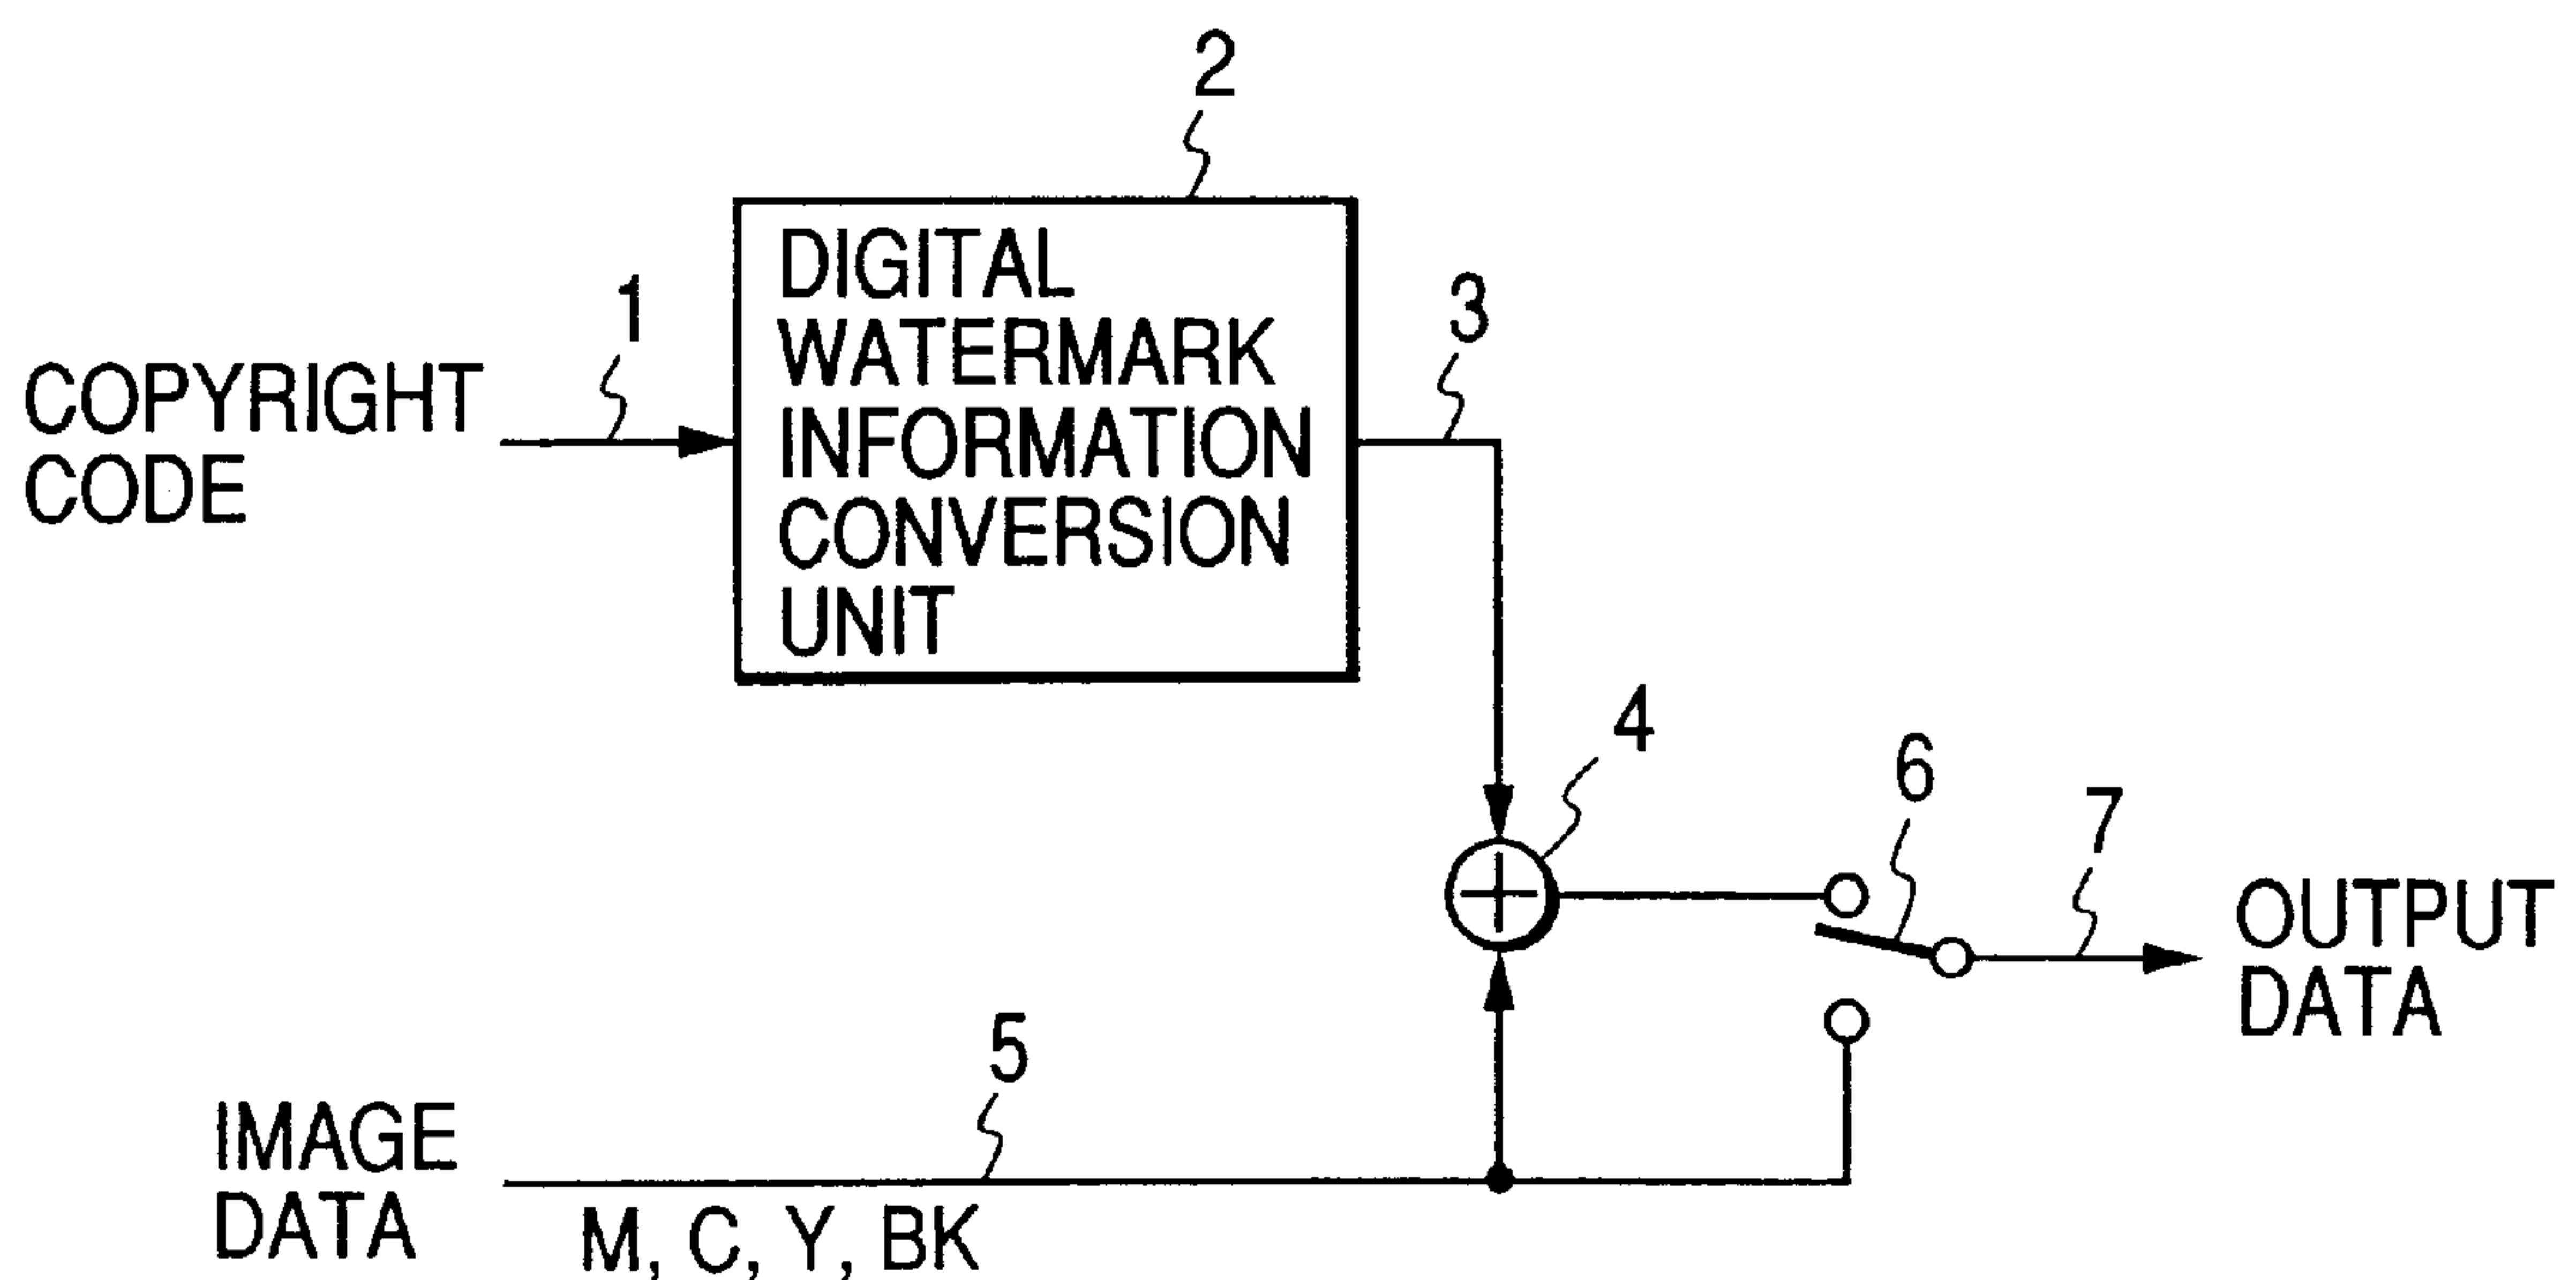 2
DIGITAL
WATERMARK
INFORMATION
CONVERSION
UNIT
1
3
COPYRIGHT
CODE
4
6
7
OUTPUT
DATA
5
IMAGE
DATA
M, C, Y, BK